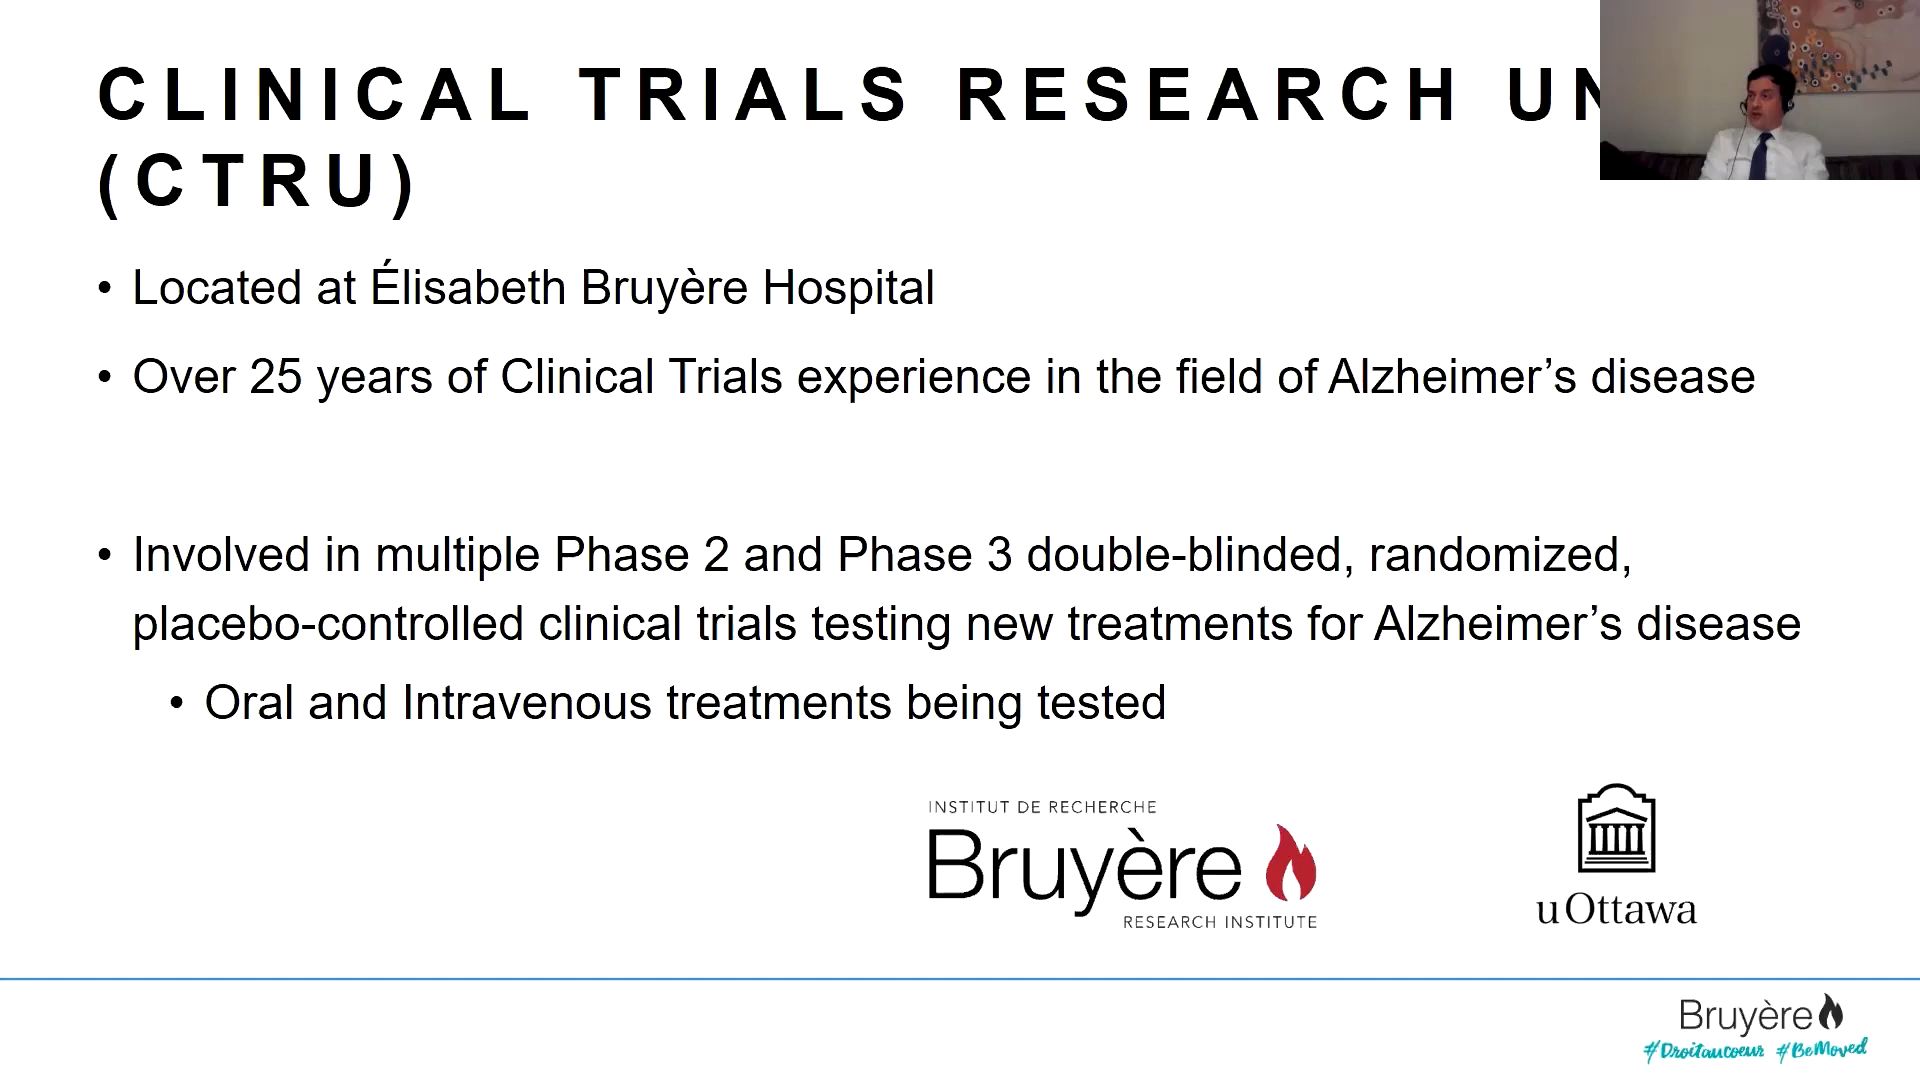 CLINICAL TRIALS RESEARCH UN
(CTRU)
• Located at Élisabeth Bruyère Hospital
• Over 25 years of Clinical Trials experience in the field of Alzheimer’s disease
• Involved in multiple Phase 2 and Phase 3 double-blinded, randomized,
placebo-controlled clinical trials testing new treatments for Alzheimer’s disease
• Oral and Intravenous treatments being tested
INSTITUT DE RECHERCHE
Bruyère
RESEARCH INSTITUTE
uOttawa
Bruyère
#Droitaucoeur #BeMoved